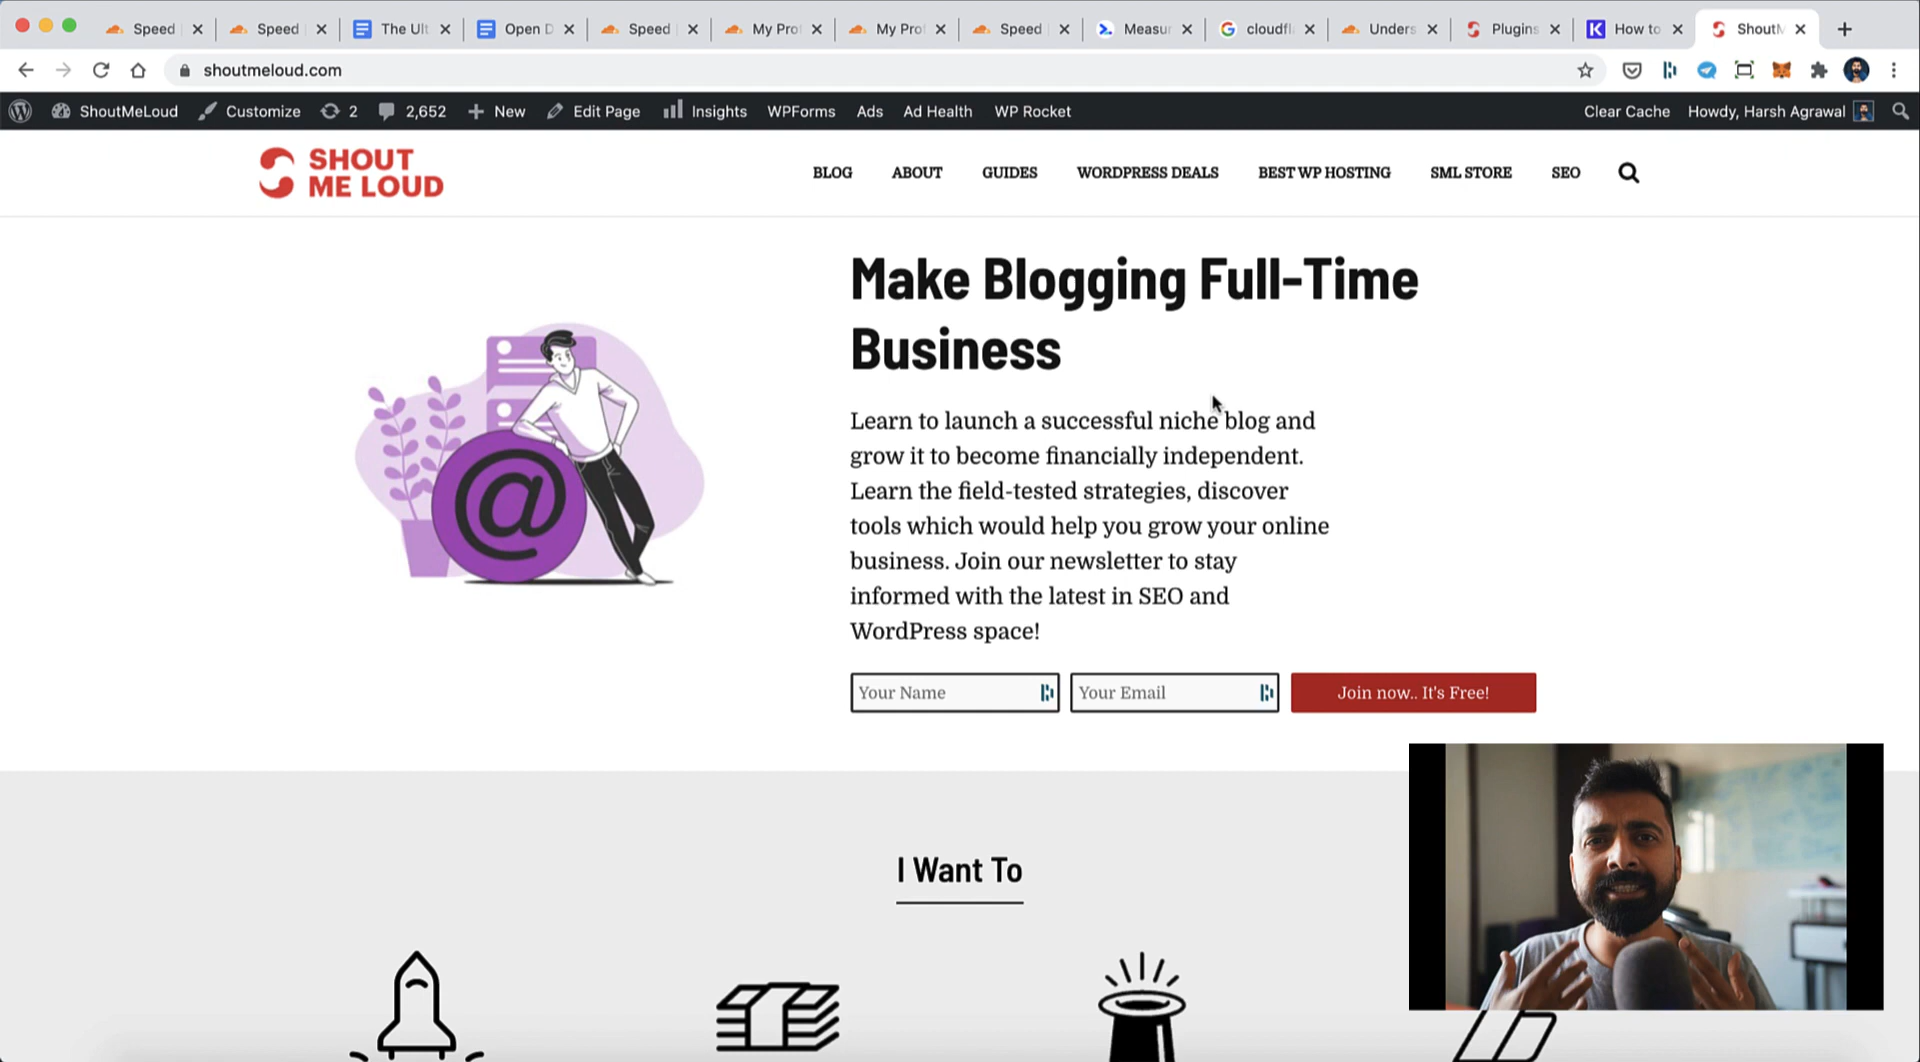 Speed
Speed
The Ult
Open D
Speed
My Prof
My Prof
Speed
Measur
cloudfl
Unders
Plugins
How to
ShoutM
shoutmeloud.com
ShoutMeLoud
Customize
2
2,652
New
Edit Page
Insights
WPForms
Ads
Ad Health
WP Rocket
Clear Cache
Howdy, Harsh Agrawal
SHOUT
ME LOUD
BLOG
ABOUT
GUIDES
WORDPRESS DEALS
BEST WP HOSTING
SML STORE
SEO
Make Blogging Full-Time
Business
Learn to launch a successful niche blog and
grow it to become financially independent.
Learn the field-tested strategies, discover
tools which would help you grow your online
business. Join our newsletter to stay
informed with the latest in SEO and
WordPress space!
Your Name
Your Email
Join now.. It's Free!
I Want To